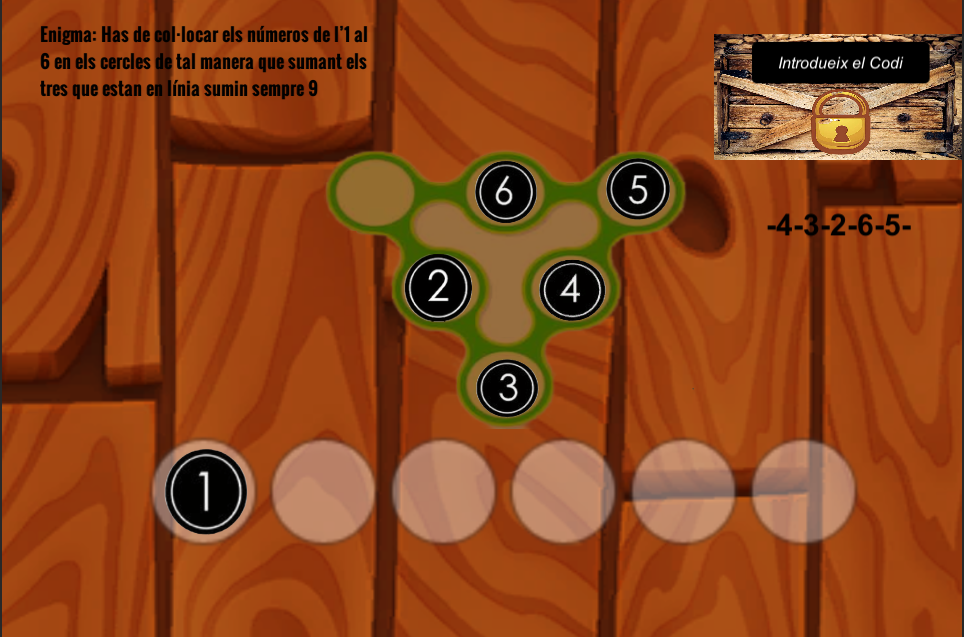 Enigma: Has de col·locar els números de l'1 al
6 en els cercles de tal manera que sumant els
tres que estan en línia sumin sempre 9
Introdueix el Codi
6
5
-4-3-2-6-5-
2
4
3
1